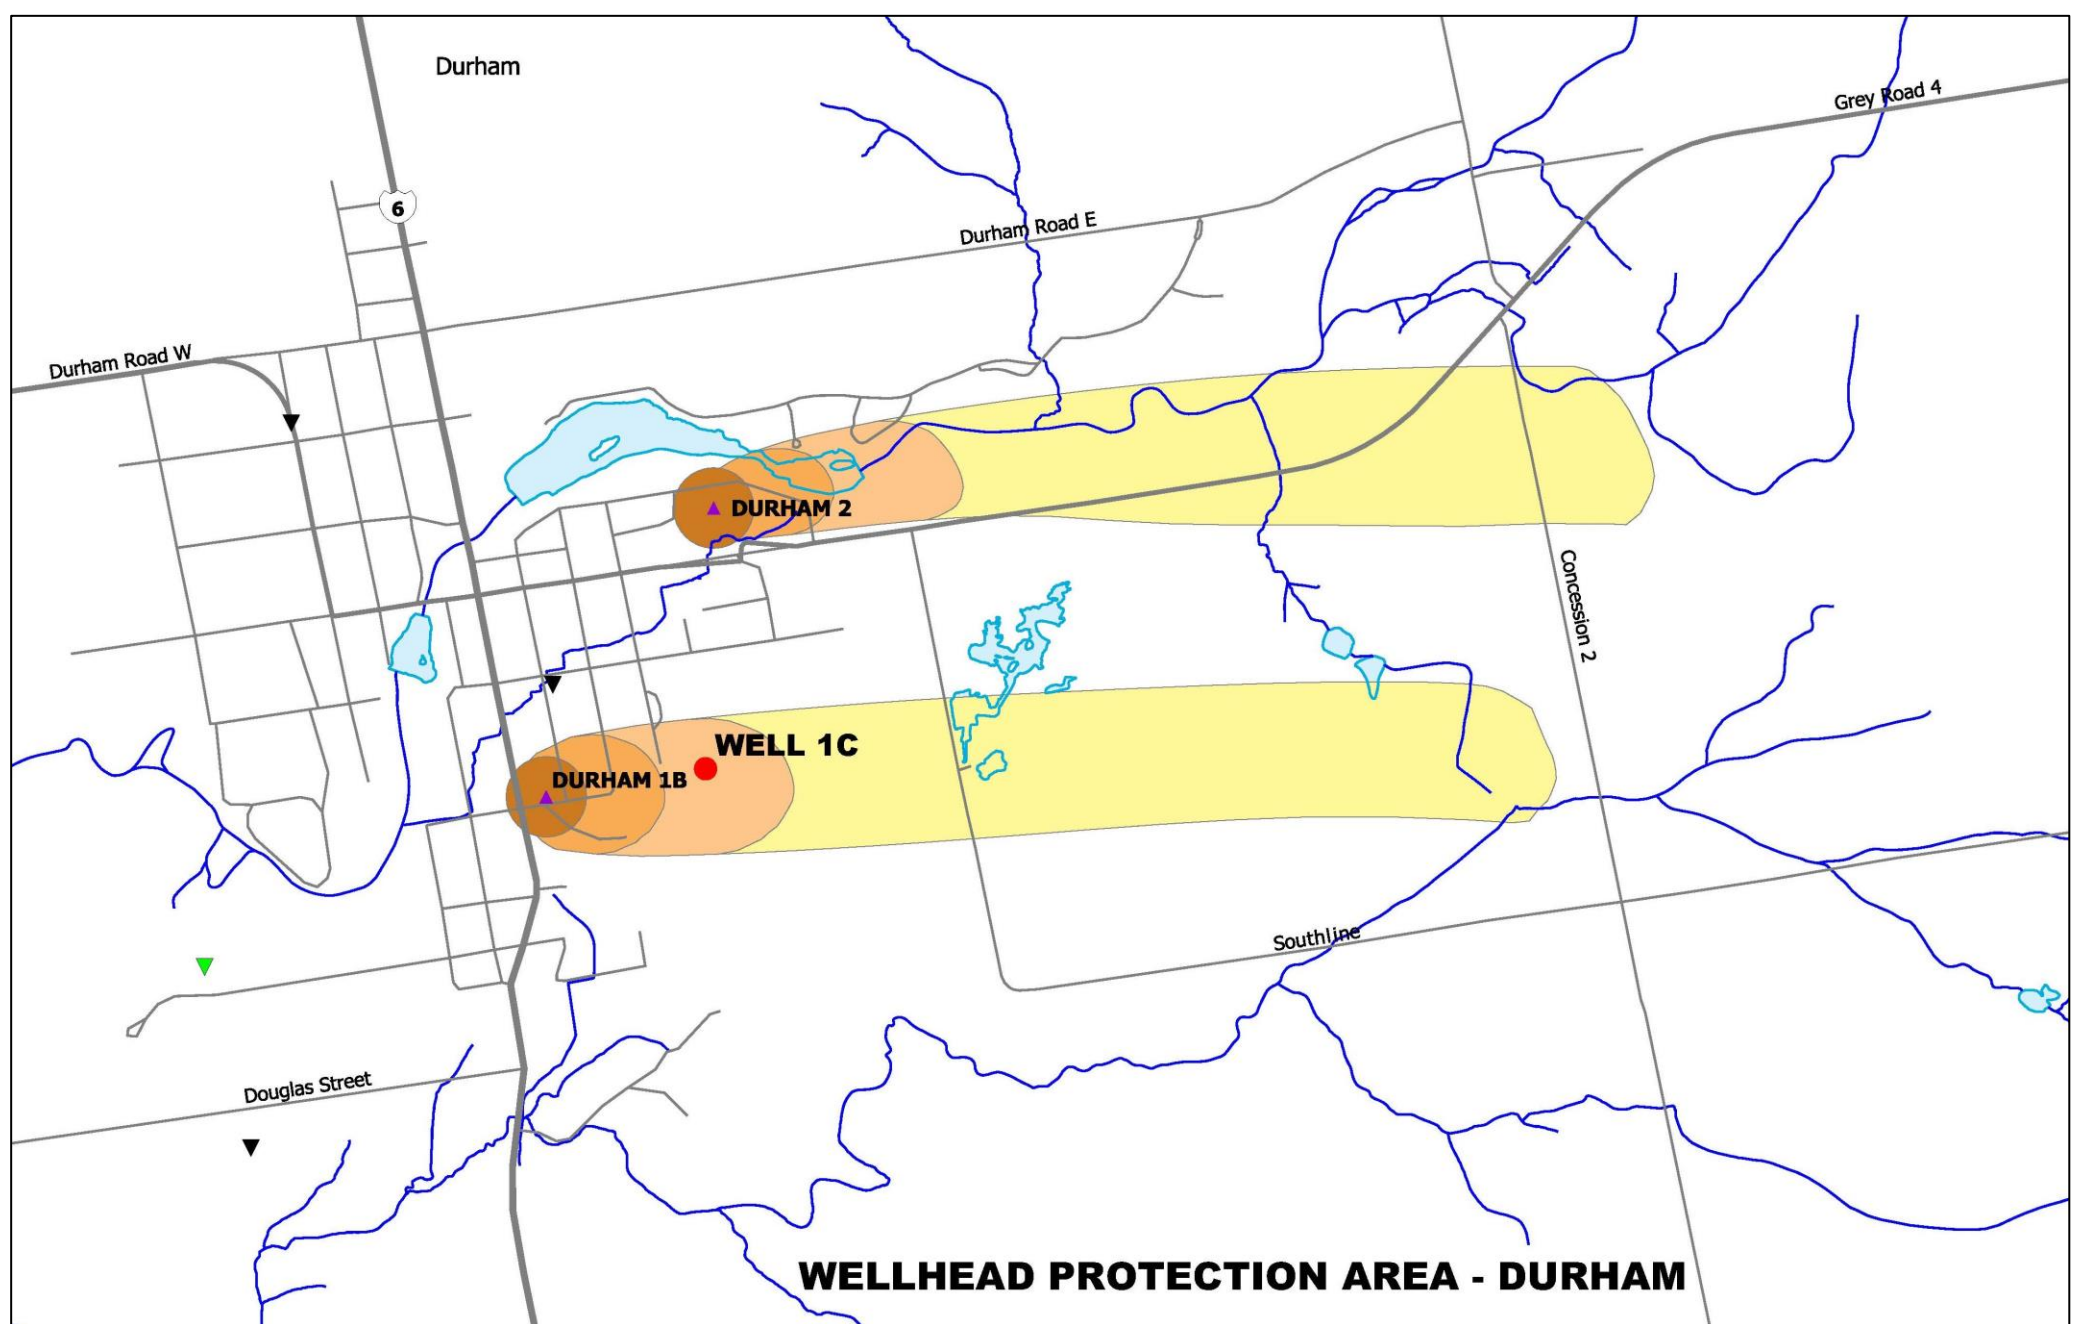 Durham
Grey Road 4
6
Durham Road E
Durham Road W
DURHAM 2
Concession 2
WELL 1C
DURHAM 1B
Southline
Douglas Street
WELLHEAD PROTECTION AREA - DURHAM